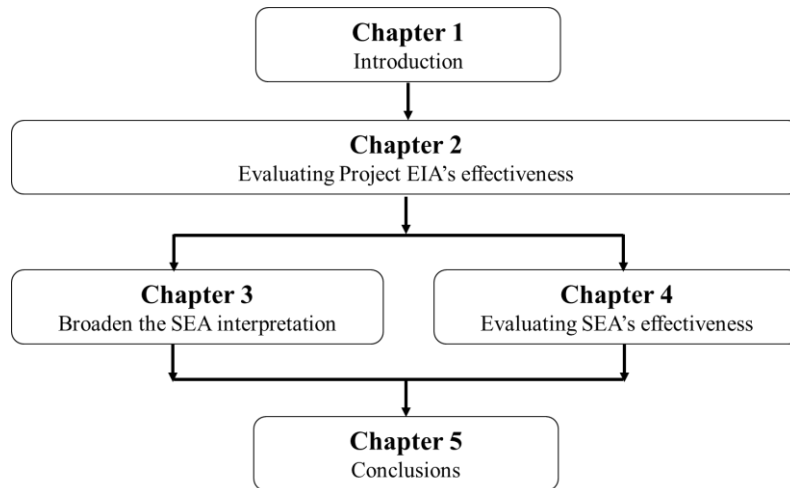 Chapter 1
Introduction
Chapter 2
Evaluating Project EIA’s effectiveness
Chapter 3
Broaden the SEA interpretation
Chapter 4
Evaluating SEA’s effectiveness
Chapter 5
Conclusions